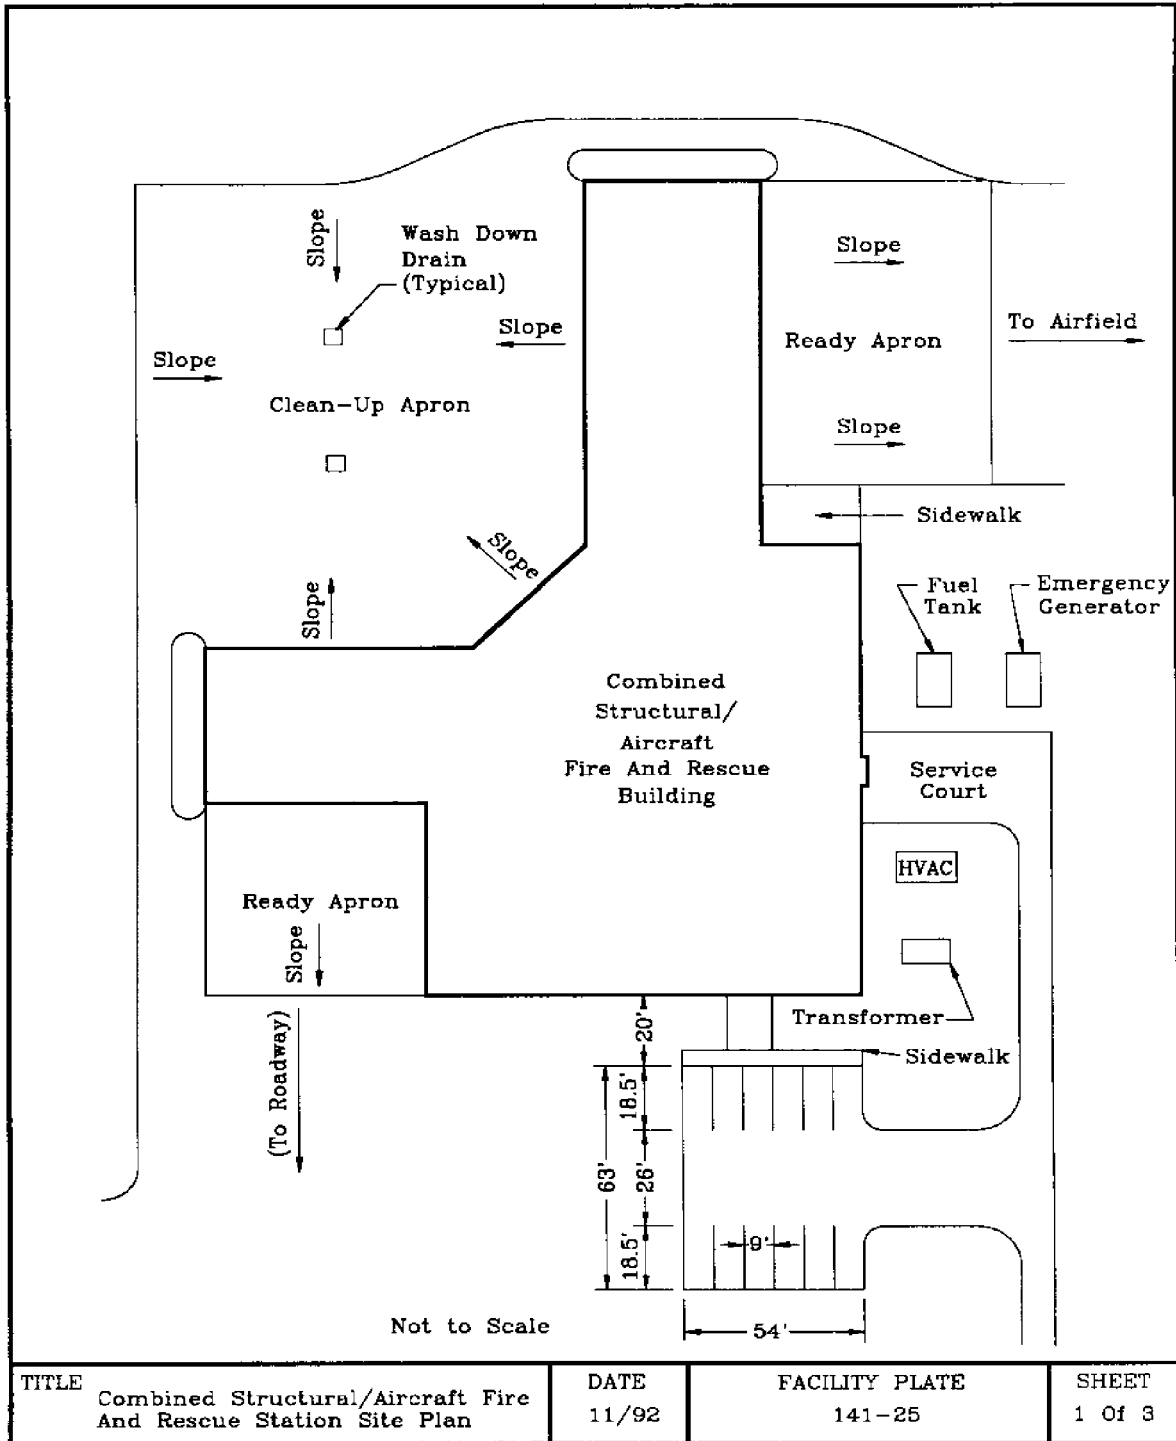 Slope
Wash Down
Drain
(Typical)
Slope
Slope
Clean-Up Apron
Slope
Ready Apron
Slope
To Airfield
Sidewalk
Slope
Slope
Fuel
Tank
Emergency
Generator
Combined
Structural/
Aircraft
Fire And Rescue
Building
Service
Court
HVAC
Ready Apron
Slope
(To Roadway)
Transformer
20'
Sidewalk
18.5'
63'
26'
18.5'
9'
54'
Not to Scale
TITLE
Combined Structural/Aircraft Fire
And Rescue Station Site Plan
DATE
11/92
FACILITY PLATE
141-25
SHEET
1 Of 3